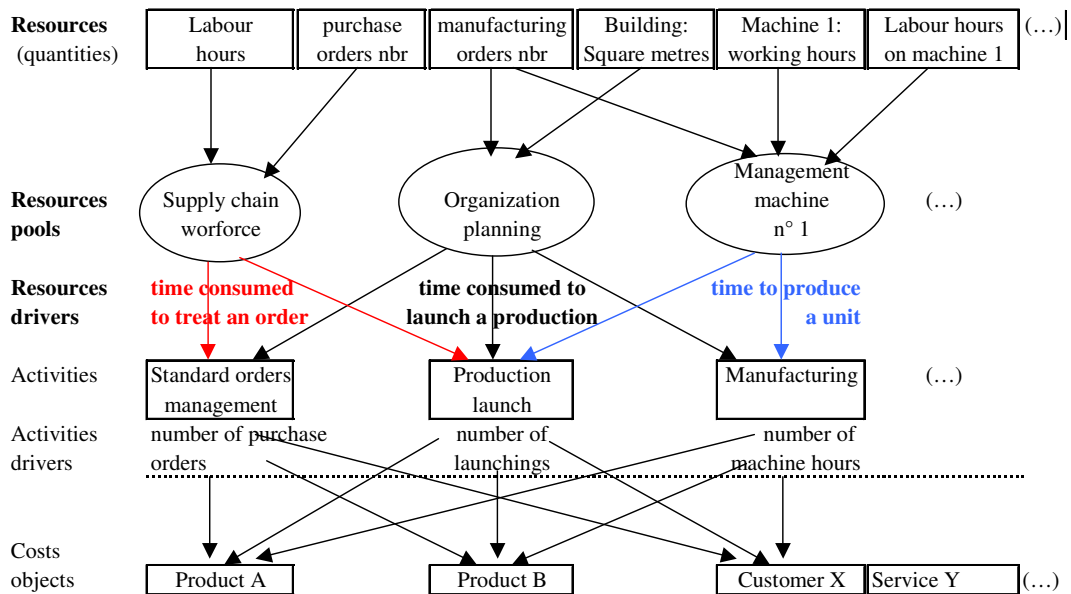 Resources
(quantities)
Labour
hours
purchase
orders nbr
manufacturing
orders nbr
Building:
Square metres
Machine 1:
working hours
Labour hours
on machine 1
(…)
Resources
pools
Supply chain
worforce
Organization
planning
Management
machine
n° 1
(…)
Resources
drivers
time consumed
to treat an order
time consumed to
launch a production
time to produce
a unit
Activities
Standard orders
management
Production
launch
Manufacturing
(…)
Activities
drivers
number of purchase
orders
number of
launchings
number of
machine hours
Costs
objects
Product A
Product B
Customer X
Service Y
(…)